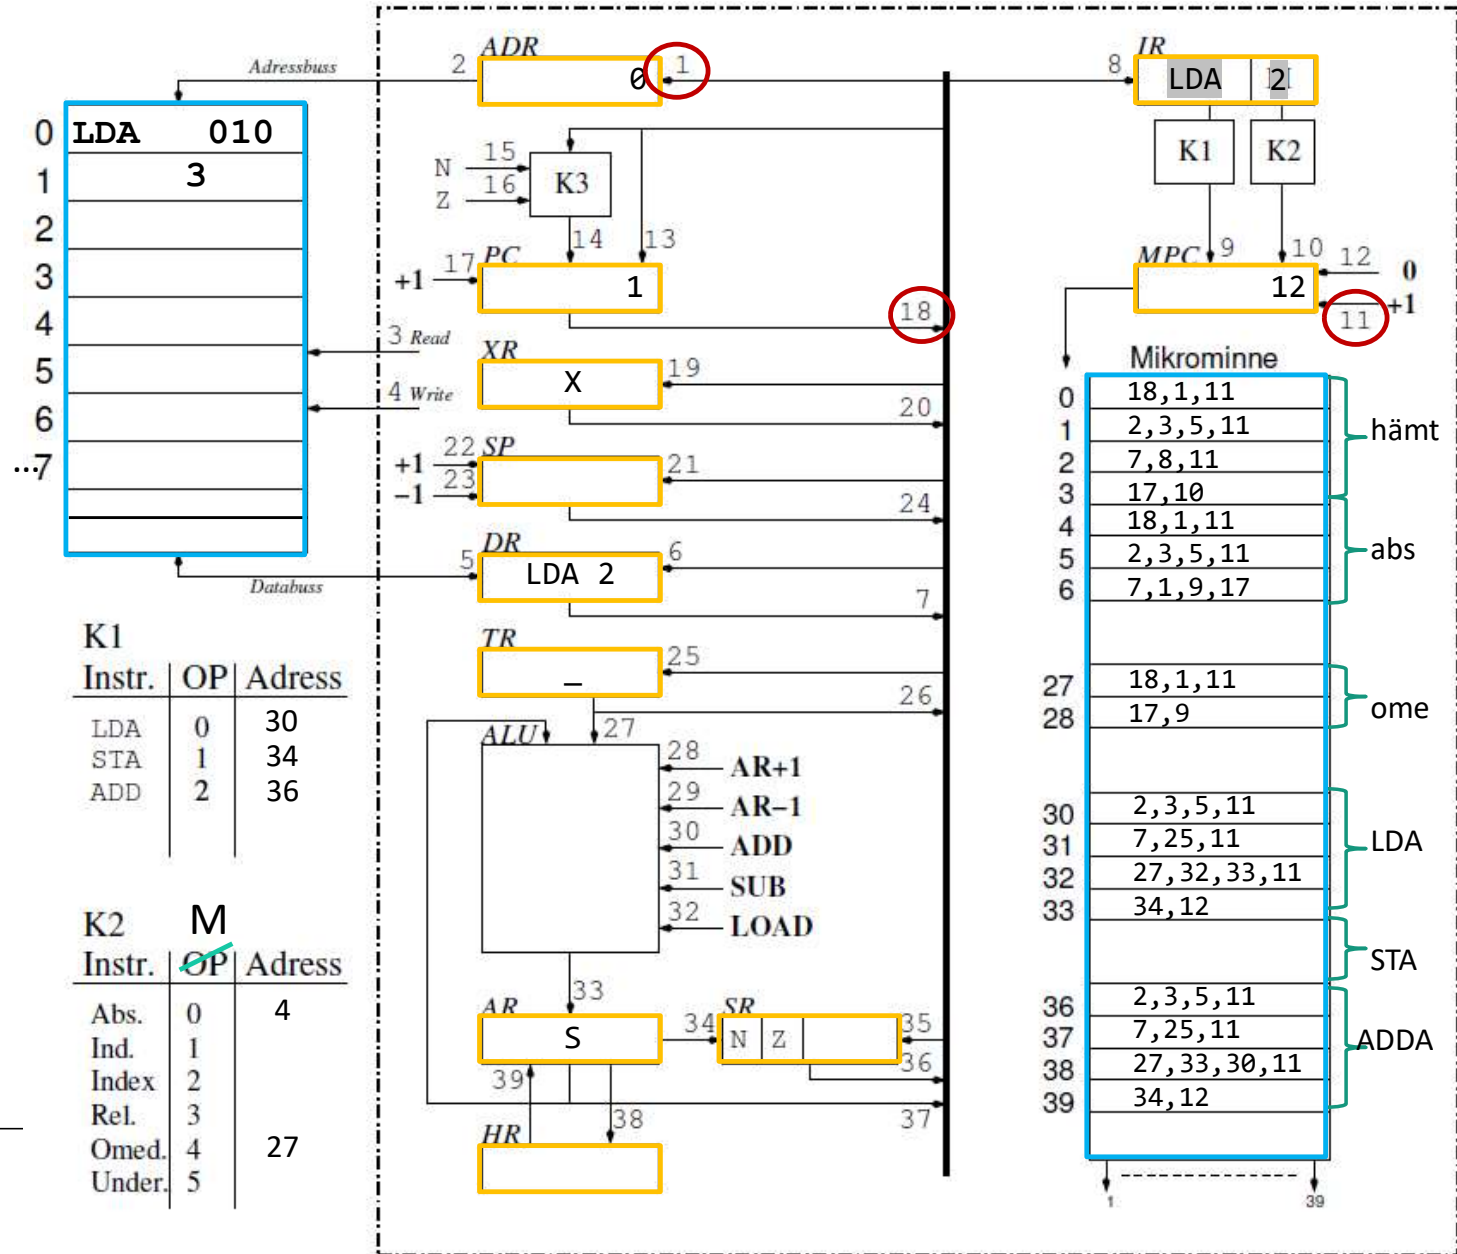 Adressbuss
2
ADR
0
1
8
IR
LDA
2
0
LDA 010
1
3
2
3
4
5
6
...7
N
15
Z
16
K3
14
13
K1
K2
9
10
12
0
+1
17
PC
1
18
MPC
12
+1
11
3 Read
4 Write
XR
X
19
20
+1
22
SP
−1
23
21
24
5
DR
LDA 2
6
7
Databuss
TR
_
25
26
27
ALU
28
AR+1
29
AR−1
30
ADD
31
SUB
32
LOAD
33
AR
S
34
SR
N Z
35
36
39
38
37
HR
K1
Instr. OP Adress
LDA 0 30
STA 1 34
ADD 2 36
K2 M
Instr. OP Adress
Abs. 0 4
Ind. 1
Index 2
Rel. 3
Omed. 4 27
Under. 5
Mikrominne
0 18,1,11
1 2,3,5,11
2 7,8,11
3 17,10
hämt
4 18,1,11
5 2,3,5,11
6 7,1,9,17
abs
27 18,1,11
28 17,9
ome
30 2,3,5,11
31 7,25,11
32 27,32,33,11
33 34,12
LDA
STA
36 2,3,5,11
37 7,25,11
38 27,33,30,11
39 34,12
ADDA
1
39